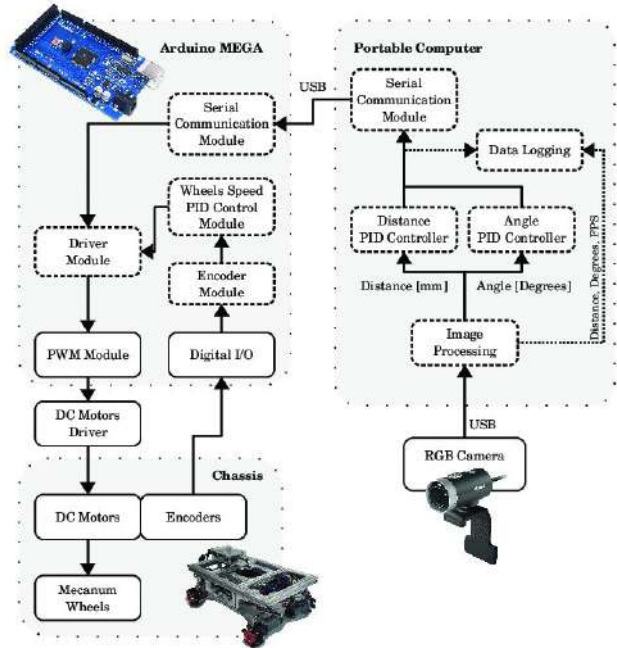 Arduino MEGA
Portable Computer
USB
Serial
Communication
Module
Serial
Communication
Module
Data Logging
Wheels Speed
PID Control
Module
Distance
PID Controller
Angle
PID Controller
Driver
Module
Encoder
Module
Distance [mm]
Angle [Degrees]
Distance, Degrees, FPS
PWM Module
Digital I/O
Image
Processing
DC Motors
Driver
USB
RGB Camera
Chassis
DC Motors
Encoders
Mecanum
Wheels